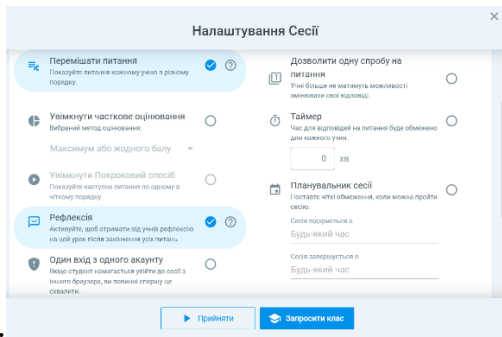 Налаштування Сесії
Перемішати питання
Показуйте питання кожному учню в різному
порядку.
Увімкнути часткове оцінювання
Вибраний метод оцінювання:
Максимум або жодного балу
Увімкнути Покроковий спосіб
Показуйте наступне питання по одному в
чіткому порядку.
Рефлексія
Активуйте, щоб отримати від учнів рефлексію
на цей урок після закінчення усіх питань.
Один вхід з одного акаунту
Якщо студент намагається увійти до сесії з
іншого браузера, ви повинні спершу це
схвалити.
Дозволити одну спробу на
питання
Учні більше не матимуть можливості
змінювати свої відповіді.
Таймер
Час для відповідей на питання буде обмежено
для кожного учня.
0 хв
Планувальник сесії
Поставте чіткі обмеження, коли можна пройти
сесію.
Сесія відкриється о
Будь-який час
Сесія завершується о
Будь-який час
Прийняти
Запросити клас